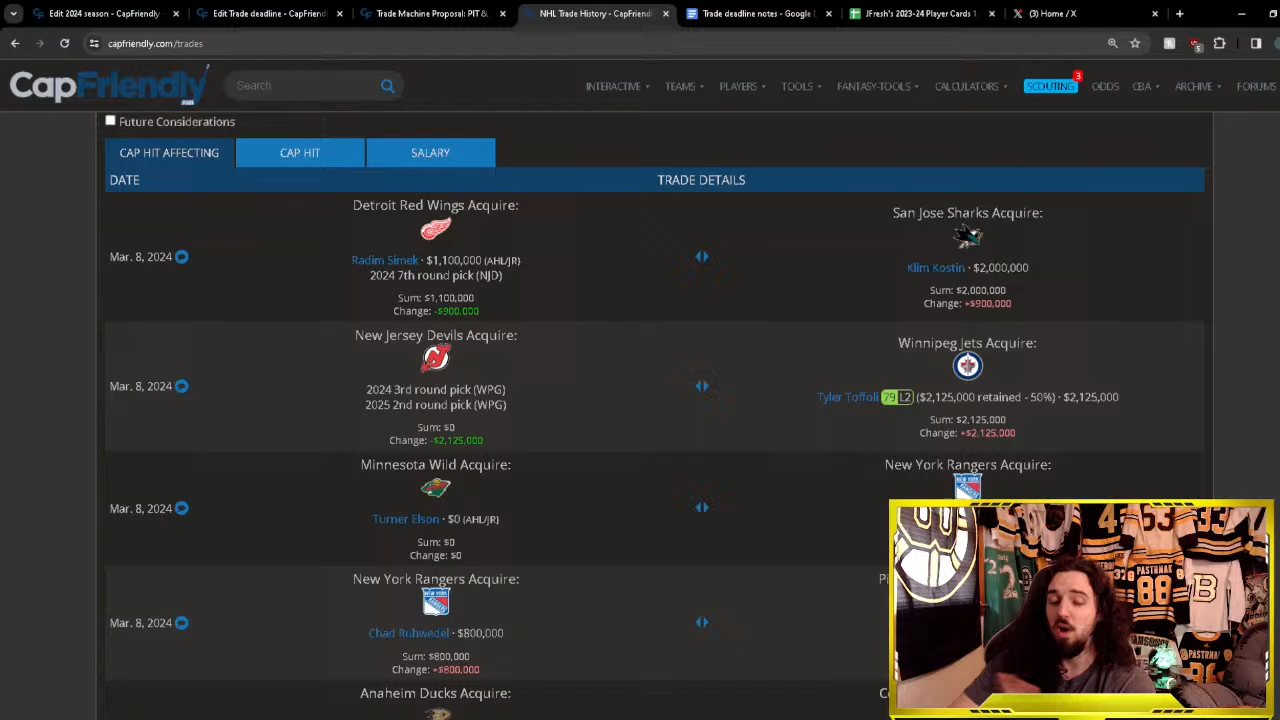 Edit 2024 season - CapFriendly
Edit Trade deadline - CapFriend
Trade Machine Proposal: PIT &
NHL Trade History - CapFriendl
Trade deadline notes - Google D
JFresh's 2023-24 Player Cards
(3) Home / X
capfriendly.com/trades
CapFriendly
Search
INTERACTIVE
TEAMS
PLAYERS
TOOLS
FANTASY-TOOLS
CALCULATORS
SCOUTING
3
ODDS
CBA
ARCHIVE
FORUMS
Future Considerations
CAP HIT AFFECTING
CAP HIT
SALARY
DATE
TRADE DETAILS
Mar. 8, 2024
Detroit Red Wings Acquire:
Radim Simek · $1,100,000 (AHL/JR)
2024 7th round pick (NJD)
Sum: $1,100,000
Change: -$900,000
San Jose Sharks Acquire:
Klim Kostin · $2,000,000
Sum: $2,000,000
Change: +$900,000
Mar. 8, 2024
New Jersey Devils Acquire:
2024 3rd round pick (WPG)
2025 2nd round pick (WPG)
Sum: $0
Change: -$2,125,000
Winnipeg Jets Acquire:
Tyler Toffoli 79 L2 ($2,125,000 retained - 50%) · $2,125,000
Sum: $2,125,000
Change: +$2,125,000
Mar. 8, 2024
Minnesota Wild Acquire:
Turner Elson · $0 (AHL/JR)
Sum: $0
Change: $0
New York Rangers Acquire:
Mar. 8, 2024
New York Rangers Acquire:
Chad Ruhwedel · $800,000
Sum: $800,000
Change: +$800,000
Anaheim Ducks Acquire:
PASTRNAK
88
B
33
PASTRNAK